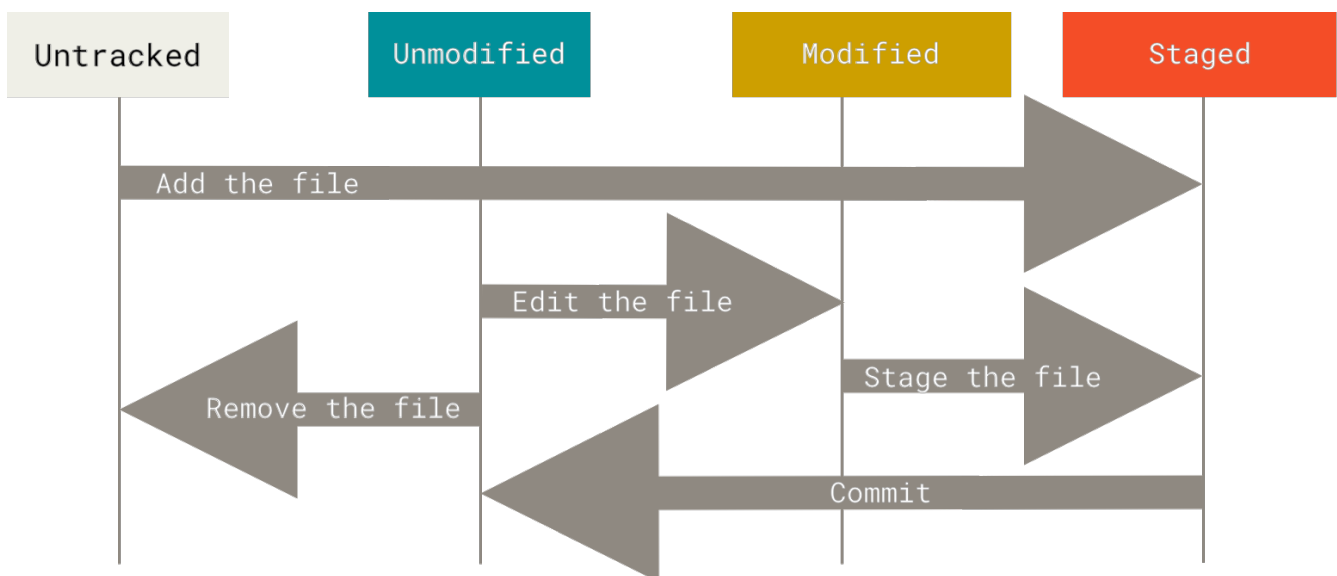 Untracked
Unmodified
Modified
Staged
Add the file
Edit the file
Stage the file
Remove the file
Commit